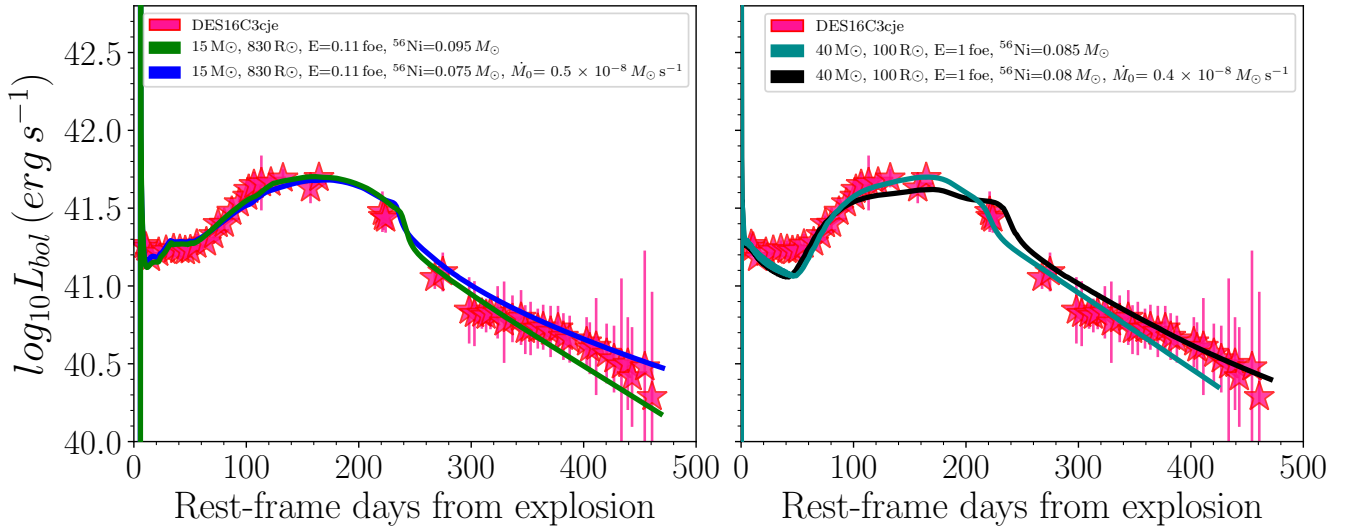 DES16C3cje
15 M⊙, 830 R⊙, E=0.11 foe, ⁵⁶Ni=0.095 M⊙
15 M⊙, 830 R⊙, E=0.11 foe, ⁵⁶Ni=0.075 M⊙, Ṁ₀= 0.5 × 10⁻⁸ M⊙ s⁻¹
42.5
42.0
41.5
41.0
40.5
40.0
log₁₀L_bol (erg s⁻¹)
0 100 200 300 400 500
Rest-frame days from explosion
DES16C3cje
40 M⊙, 100 R⊙, E=1 foe, ⁵⁶Ni=0.085 M⊙
40 M⊙, 100 R⊙, E=1 foe, ⁵⁶Ni=0.08 M⊙, Ṁ₀= 0.4 × 10⁻⁸ M⊙ s⁻¹
0 100 200 300 400 500
Rest-frame days from explosion